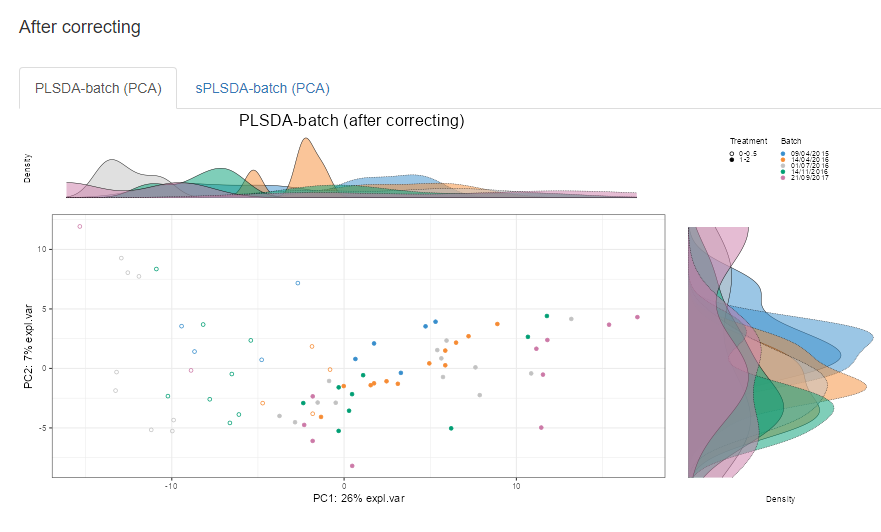 After correcting
PLSDA-batch (PCA)
sPLSDA-batch (PCA)
PLSDA-batch (after correcting)
Density
Treatment
0-0.5
1-2
Batch
09/04/2015
14/04/2016
01/07/2016
14/11/2016
21/09/2017
PC2: 7% expl.var
10
5
0
-5
-10
0
10
PC1: 26% expl.var
Density